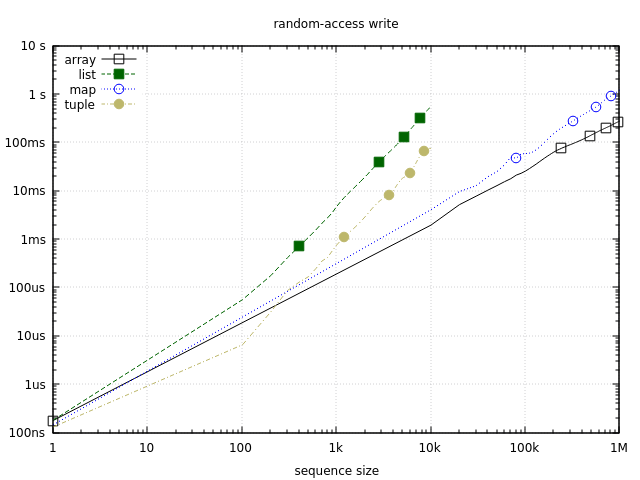 random-access write
10 s
1 s
100ms
10ms
1ms
100us
10us
1us
100ns
array
list
map
tuple
1
10
100
1k
10k
100k
1M
sequence size